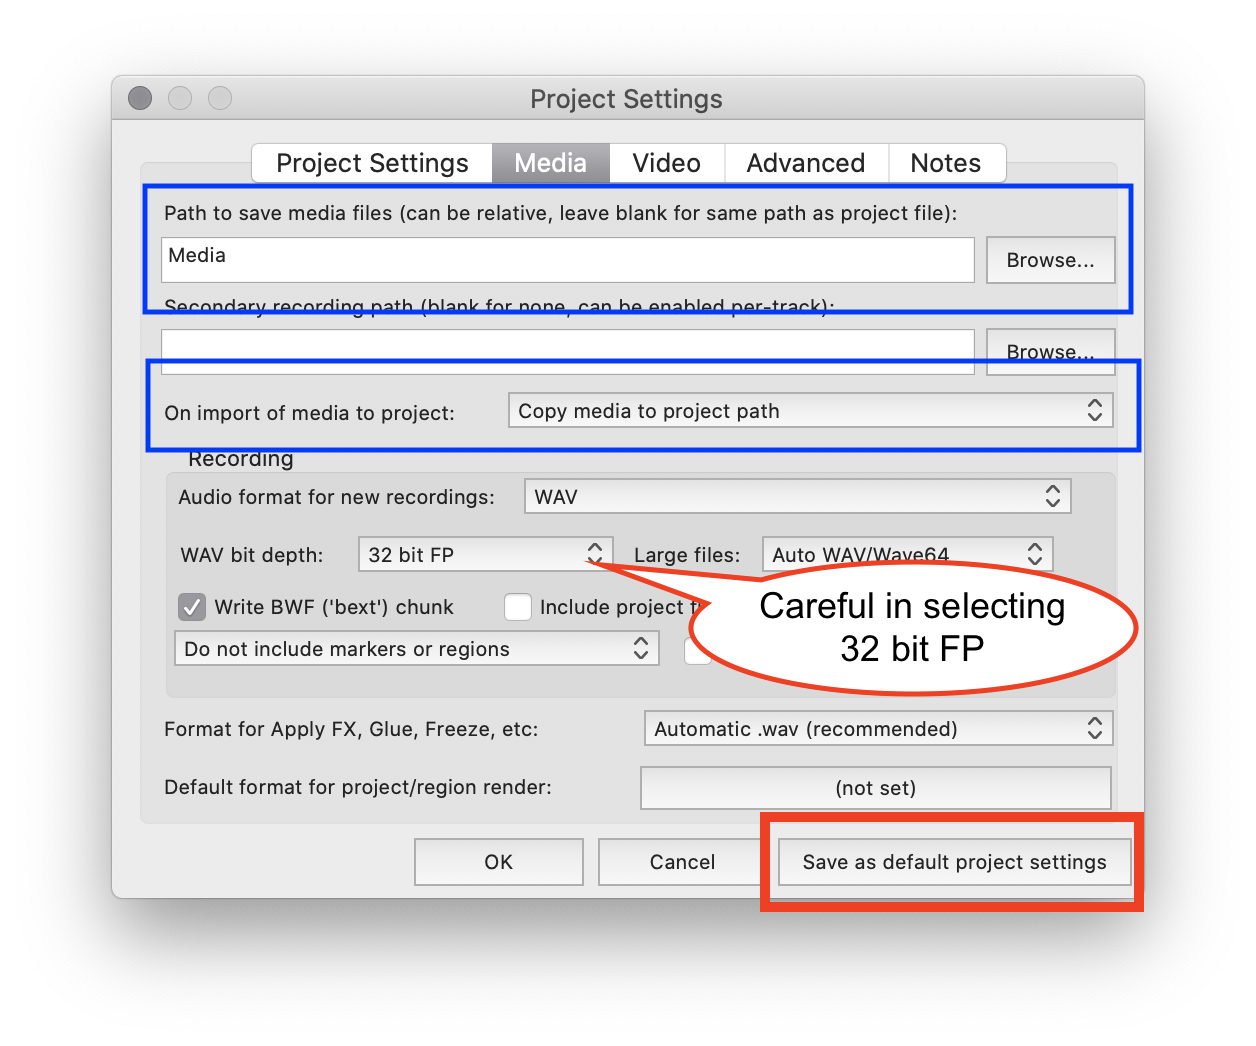 Project Settings
Project Settings Media Video Advanced Notes
Path to save media files (can be relative, leave blank for same path as project file):
Media Browse...
Secondary recording path (blank for none, can be enabled per-track):
Browse...
On import of media to project: Copy media to project path
Recording
Audio format for new recordings: WAV
WAV bit depth: 32 bit FP Large files: Auto WAV/Wave64
Write BWF ('bext') chunk Include project
Careful in selecting
32 bit FP
Do not include markers or regions
Format for Apply FX, Glue, Freeze, etc: Automatic .wav (recommended)
Default format for project/region render: (not set)
OK Cancel Save as default project settings